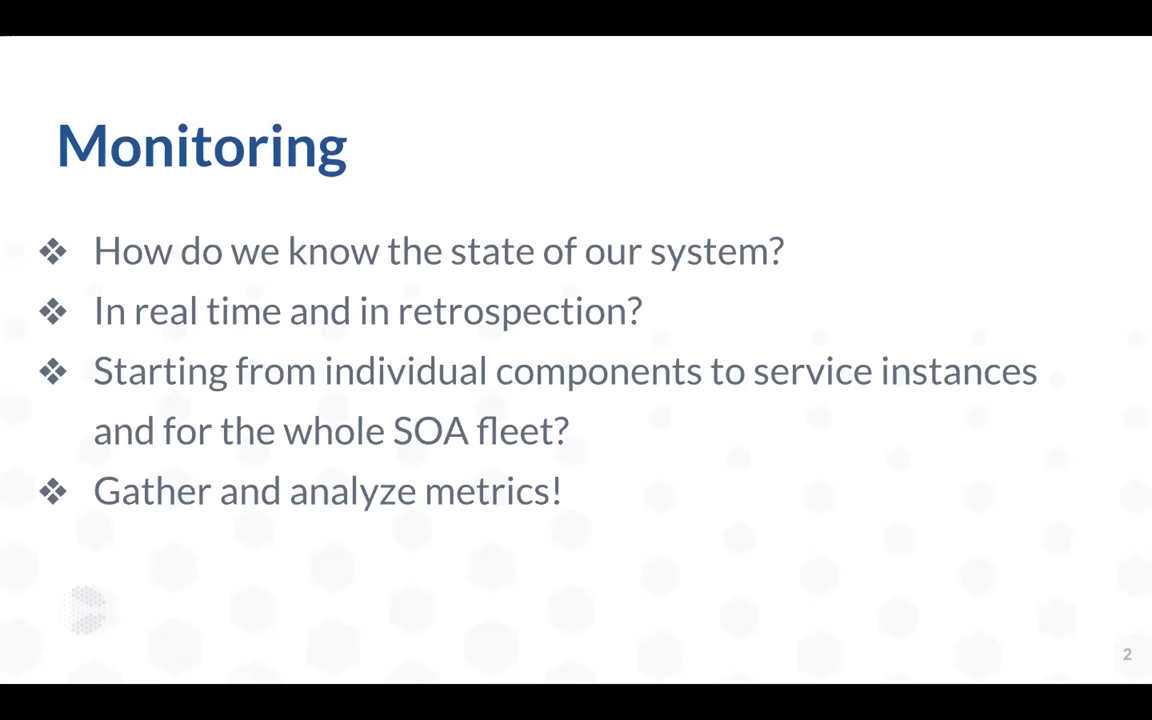 Monitoring
❖ How do we know the state of our system?
❖ In real time and in retrospection?
❖ Starting from individual components to service instances
and for the whole SOA fleet?
❖ Gather and analyze metrics!
2